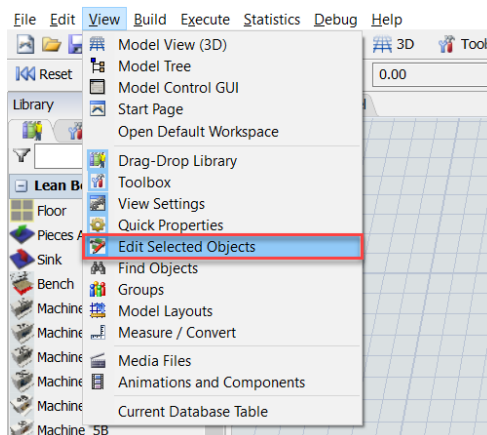 File Edit View Build Execute Statistics Debug Help
Model View (3D)
3D
Model Tree
Reset
Model Control GUI
0.00
Library
Start Page
Open Default Workspace
Drag-Drop Library
Lean
Toolbox
Floor
View Settings
Pieces
Quick Properties
Sink
Edit Selected Objects
Bench
Find Objects
Groups
Machine
Model Layouts
Machine
Measure / Convert
Machine
Media Files
Machine
Animations and Components
Machine
Current Database Table
Machine 5B